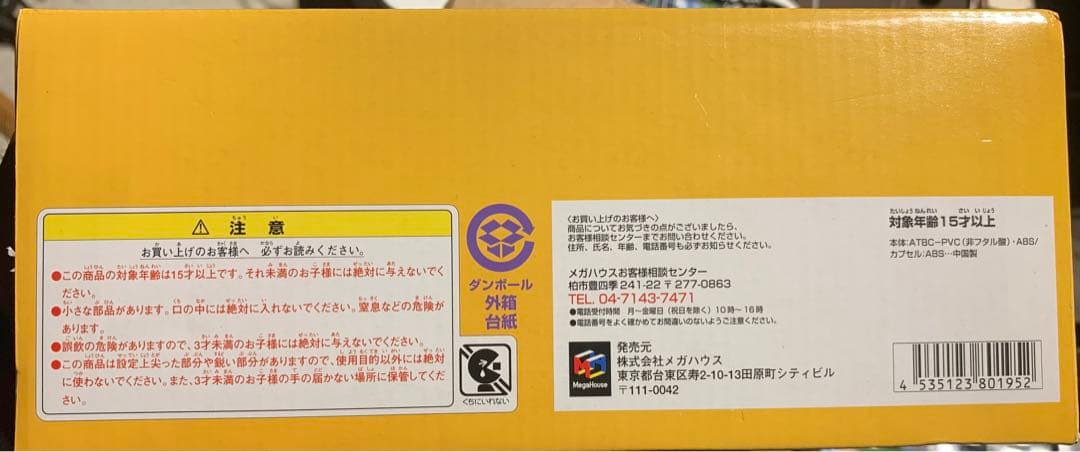 注意
お買い上げのお客様へ 必ずお読みください。
●この商品の対象年齢は15才以上です。それ未満のお子様には絶対に与えないでく
ださい。
●小さな部品があります。口の中には絶対に入れないでください。窒息などの危険が
あります。
●誤飲の危険がありますので、3才未満のお子様には絶対に与えないでください。
●この商品は設定上尖った部分や鋭い部分がありますので、使用目的以外には絶対
に使わないでください。また、3才未満のお子様の手の届かない場所に保管してくだ
さい。
くちにいれない
ダンボール
外箱
台紙
〈お買い上げのお客様へ〉
商品についてお気づきの点がございましたら、
お客様相談センターまでお問い合わせください。
住所、氏名、年齢、電話番号も必ずお知らせください。
メガハウスお客様相談センター
柏市豊四季241-22 〒277-0863
TEL. 04-7143-7471
●電話受付時間 月〜金曜日(祝日を除く)10時〜16時
●電話番号をよく確かめてお間違いのないようご注意ください。
MegaHouse
発売元
株式会社メガハウス
東京都台東区寿2-10-13田原町シティビル
〒111-0042
対象年齢15才以上
本体:ATBC-PVC(非フタル酸)・ABS/
カプセル:ABS…中国製
4 535123 801952